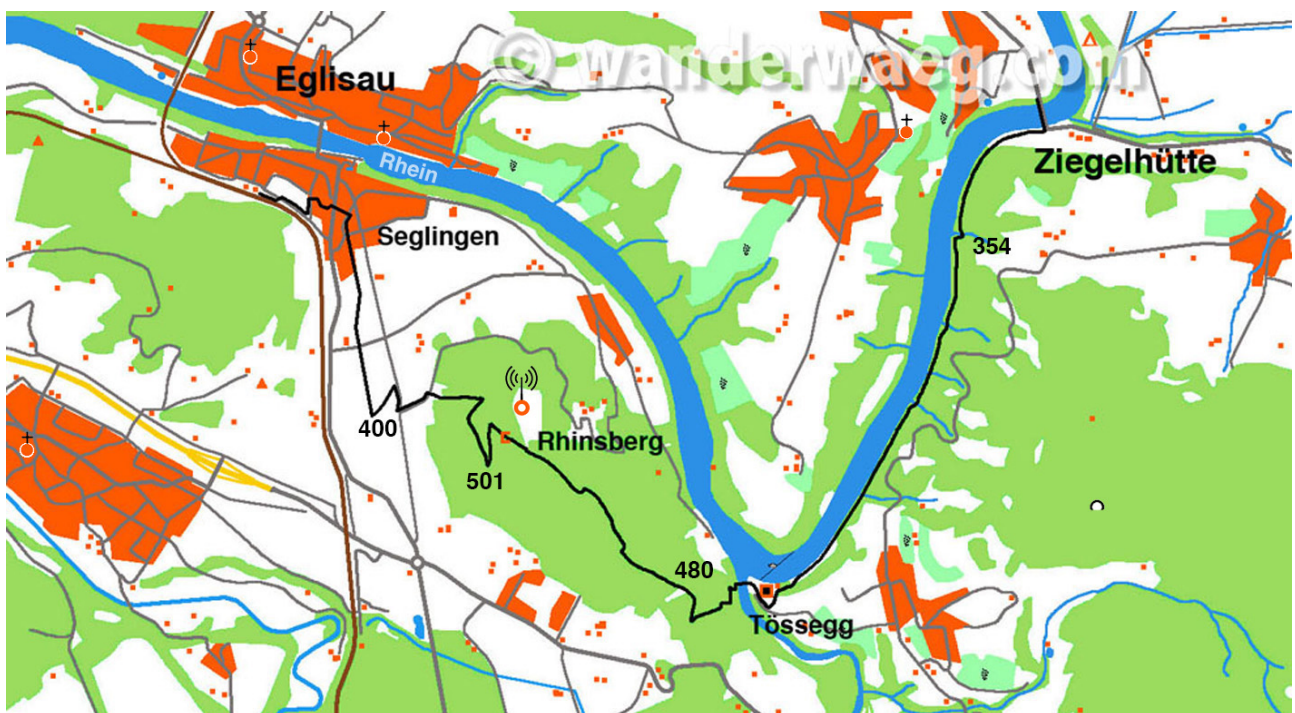 © wanderwaeg.com
Eglisau
Rhein
Ziegelhütte
Seglingen
354
400
Rhinsberg
501
480
Tössegg